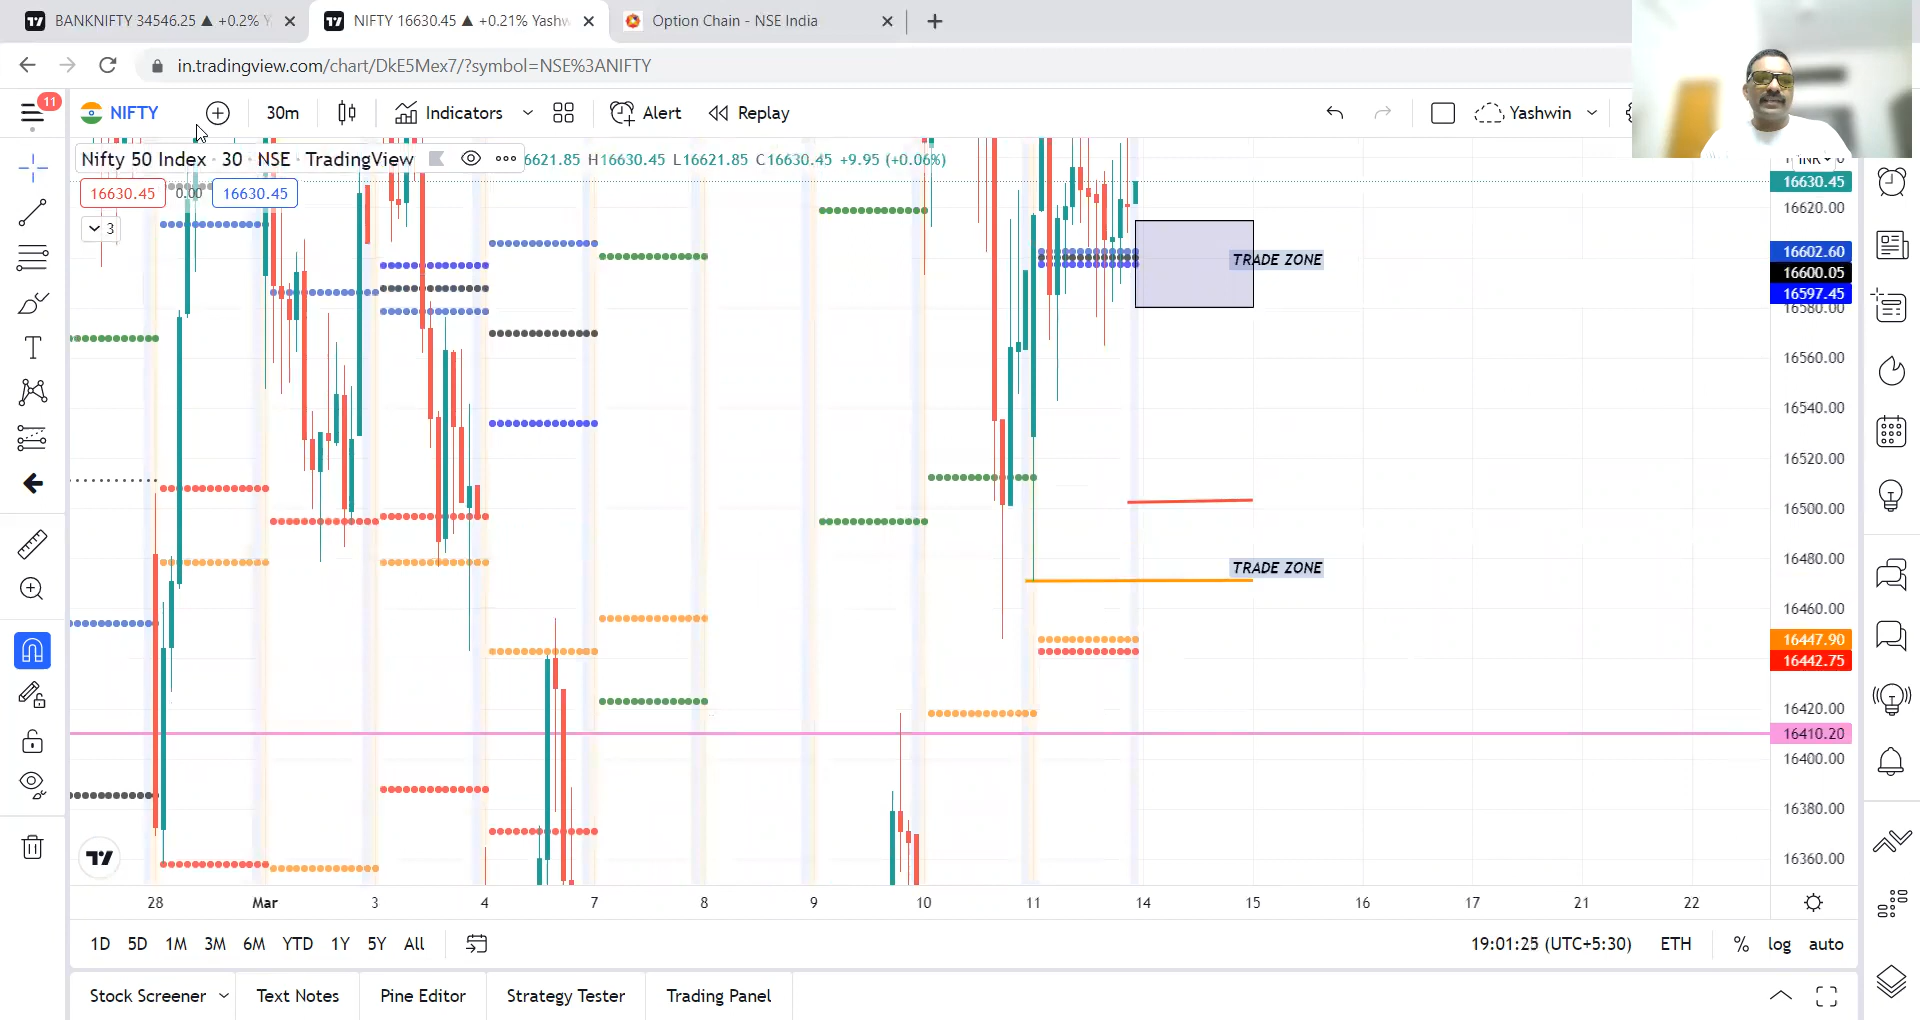 BANKNIFTY 34546.25 ▲ +0.2% Y
NIFTY 16630.45 ▲ +0.21% Yashw
Option Chain - NSE India
in.tradingview.com/chart/DkE5Mex7/?symbol=NSE%3ANIFTY
11
NIFTY
30m
Indicators
Alert
Replay
Yashwin
Nifty 50 Index · 30 · NSE · TradingView
6621.85 H16630.45 L16621.85 C16630.45 +9.95 (+0.06%)
16630.45
0.00
16630.45
3
INR
16630.45
16620.00
16602.60
16600.05
16597.45
16580.00
16560.00
16540.00
16520.00
16500.00
16480.00
16460.00
16447.90
16442.75
16420.00
16410.20
16400.00
16380.00
16360.00
TRADE ZONE
TRADE ZONE
28 Mar 3 4 7 8 9 10 11 14 15 16 17 21 22
1D 5D 1M 3M 6M YTD 1Y 5Y All
19:01:25 (UTC+5:30) ETH % log auto
Stock Screener Text Notes Pine Editor Strategy Tester Trading Panel